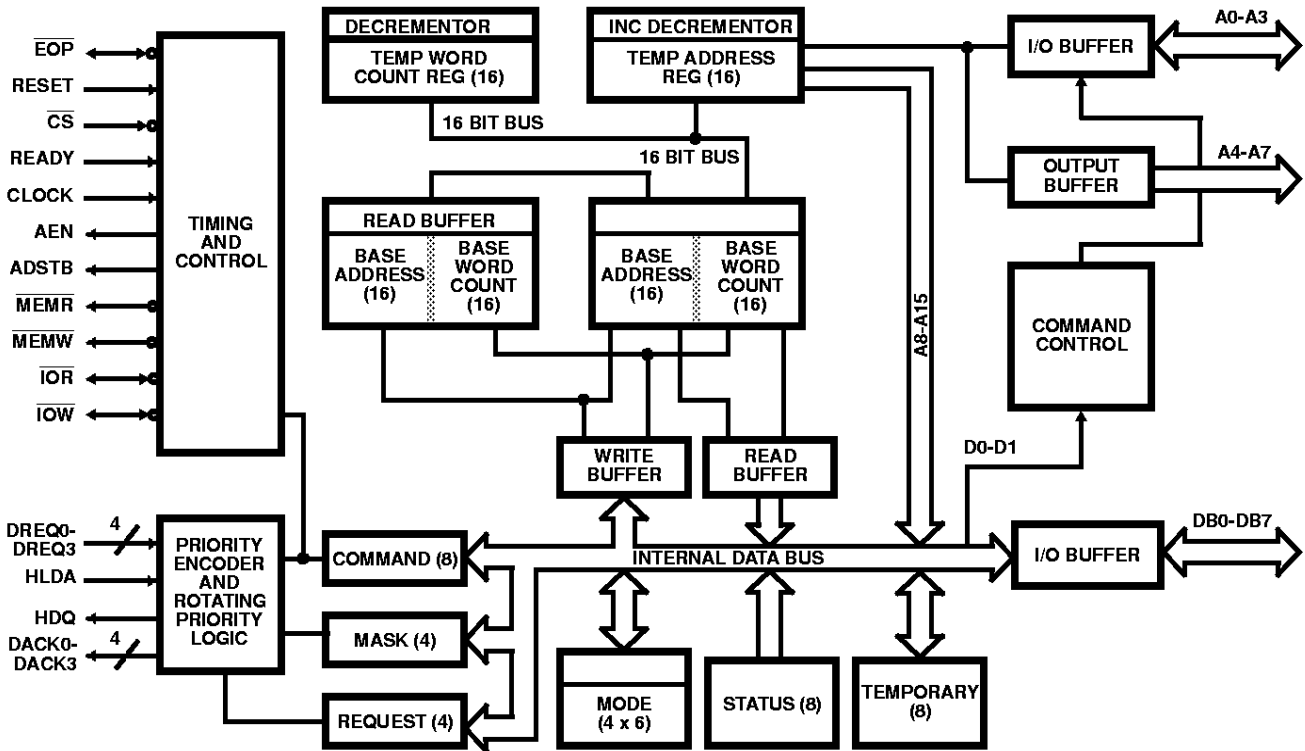 EOP
RESET
CS
READY
CLOCK
AEN
ADSTB
MEMR
MEMW
IOR
IOW
TIMING
AND
CONTROL
DECREMENTOR
TEMP WORD
COUNT REG (16)
INC DECREMENTOR
TEMP ADDRESS
REG (16)
16 BIT BUS
16 BIT BUS
READ BUFFER
BASE
ADDRESS
(16)
BASE
WORD
COUNT
(16)
BASE
ADDRESS
(16)
BASE
WORD
COUNT
(16)
WRITE
BUFFER
READ
BUFFER
A8-A15
I/O BUFFER
A0-A3
OUTPUT
BUFFER
A4-A7
COMMAND
CONTROL
D0-D1
DREQ0-
DREQ3
4
HLDA
HDQ
DACK0-
DACK3
4
PRIORITY
ENCODER
AND
ROTATING
PRIORITY
LOGIC
COMMAND (8)
MASK (4)
REQUEST (4)
INTERNAL DATA BUS
I/O BUFFER
DB0-DB7
MODE
(4 x 6)
STATUS (8)
TEMPORARY
(8)